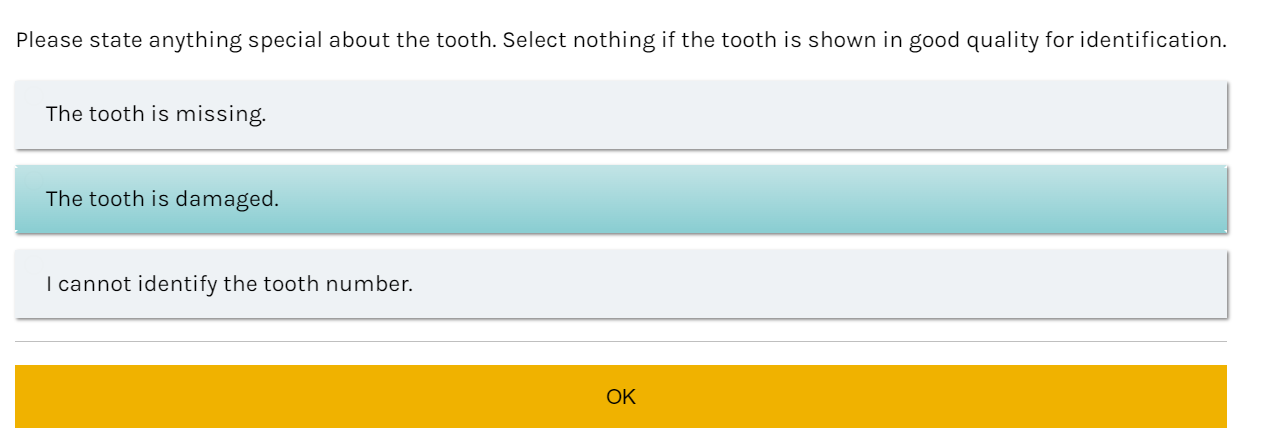 Please state anything special about the tooth. Select nothing if the tooth is shown in good quality for identification.
The tooth is missing.
The tooth is damaged.
I cannot identify the tooth number.
OK